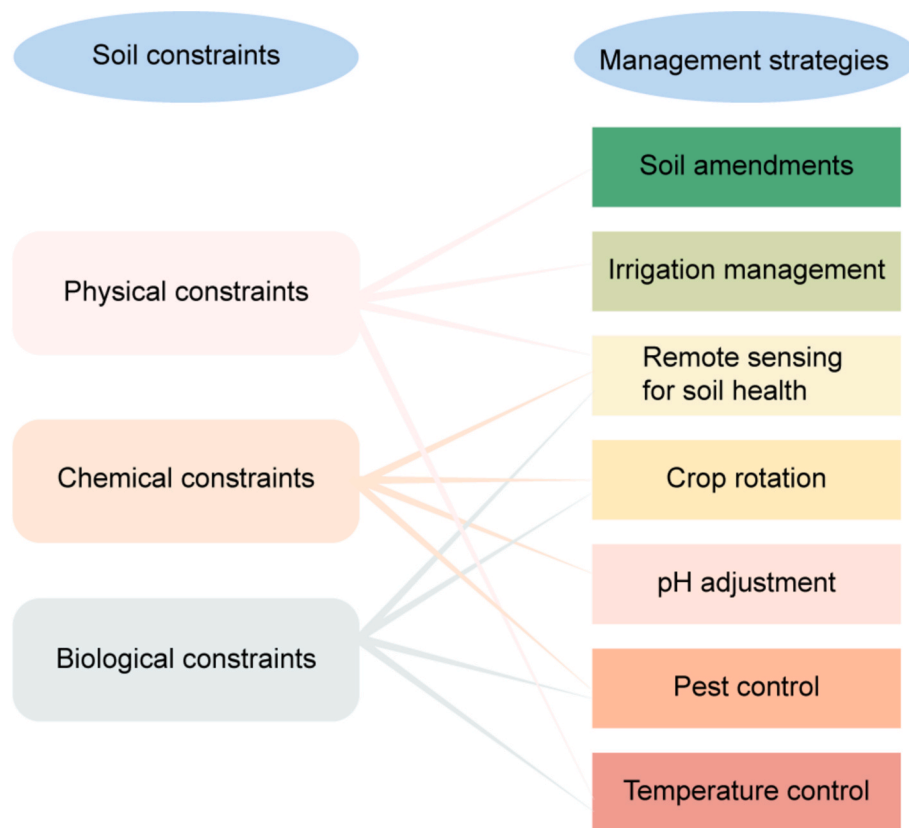 Soil constraints
Management strategies
Soil amendments
Physical constraints
Irrigation management
Remote sensing
for soil health
Chemical constraints
Crop rotation
pH adjustment
Biological constraints
Pest control
Temperature control